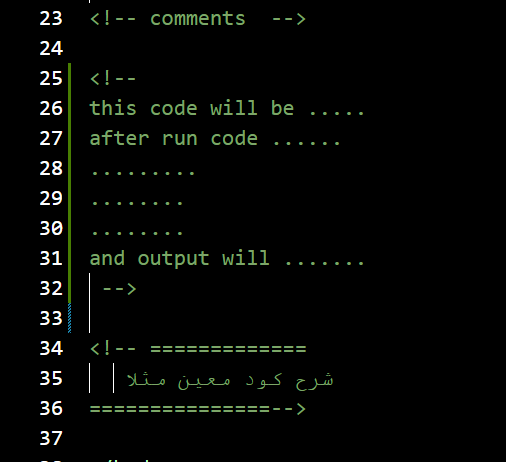 23 <!-- comments  -->
24
25 <!--
26 this code will be .....
27 after run code ......
28 .........
29 ........
30 ........
31 and output will .......
32 -->
33
34 <!-- =============
35 شرح كود معين مثلا
36 ===============-->
37